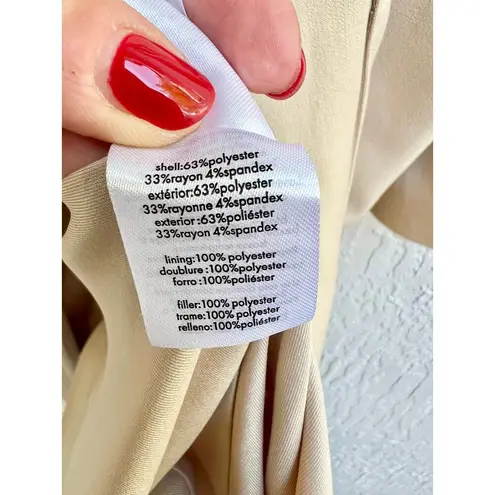 shell:63%polyester
33%rayon 4%spandex
extérior:63%polyester
33%rayonne 4%spandex
exterior:63%poliéster
33%rayon 4%spandex
lining:100% polyester
doublure:100%polyester
forro:100%poliéster
filler:100% polyester
trame:100% polyester
relleno:100%poliéster